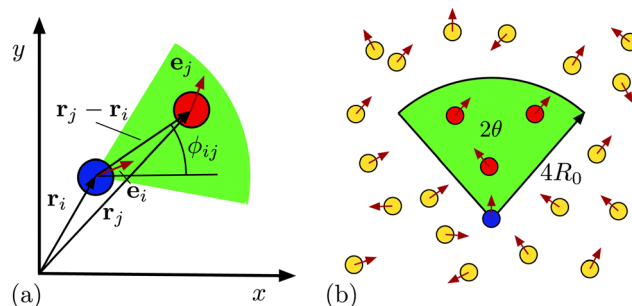 y
e_j
r_j − r_i
ϕ_ij
r_i
e_i
r_j
(a)
x
2θ
4R_0
(b)